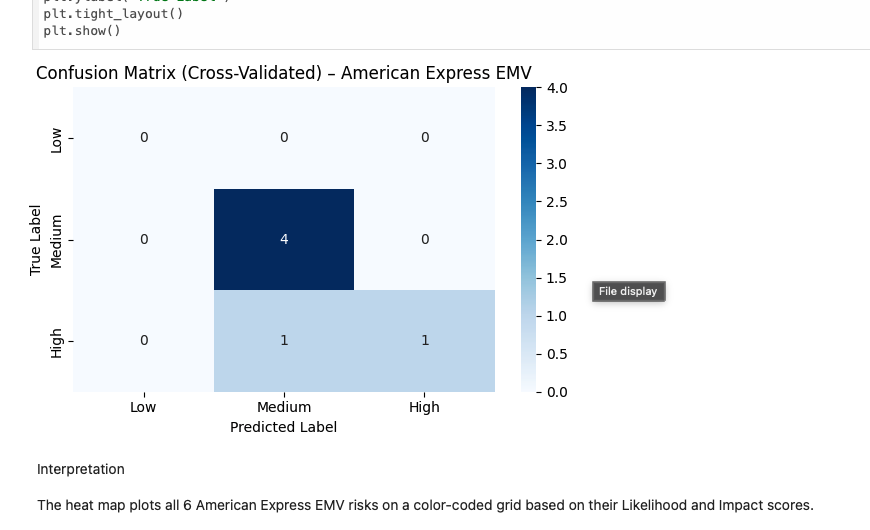 plt.tight_layout()
plt.show()
Confusion Matrix (Cross-Validated) – American Express EMV
Low
0 0 0
Medium
0 4 0
High
0 1 1
True Label
Low Medium High
Predicted Label
4.0
3.5
3.0
2.5
2.0
1.5
1.0
0.5
0.0
File display
Interpretation
The heat map plots all 6 American Express EMV risks on a color-coded grid based on their Likelihood and Impact scores.